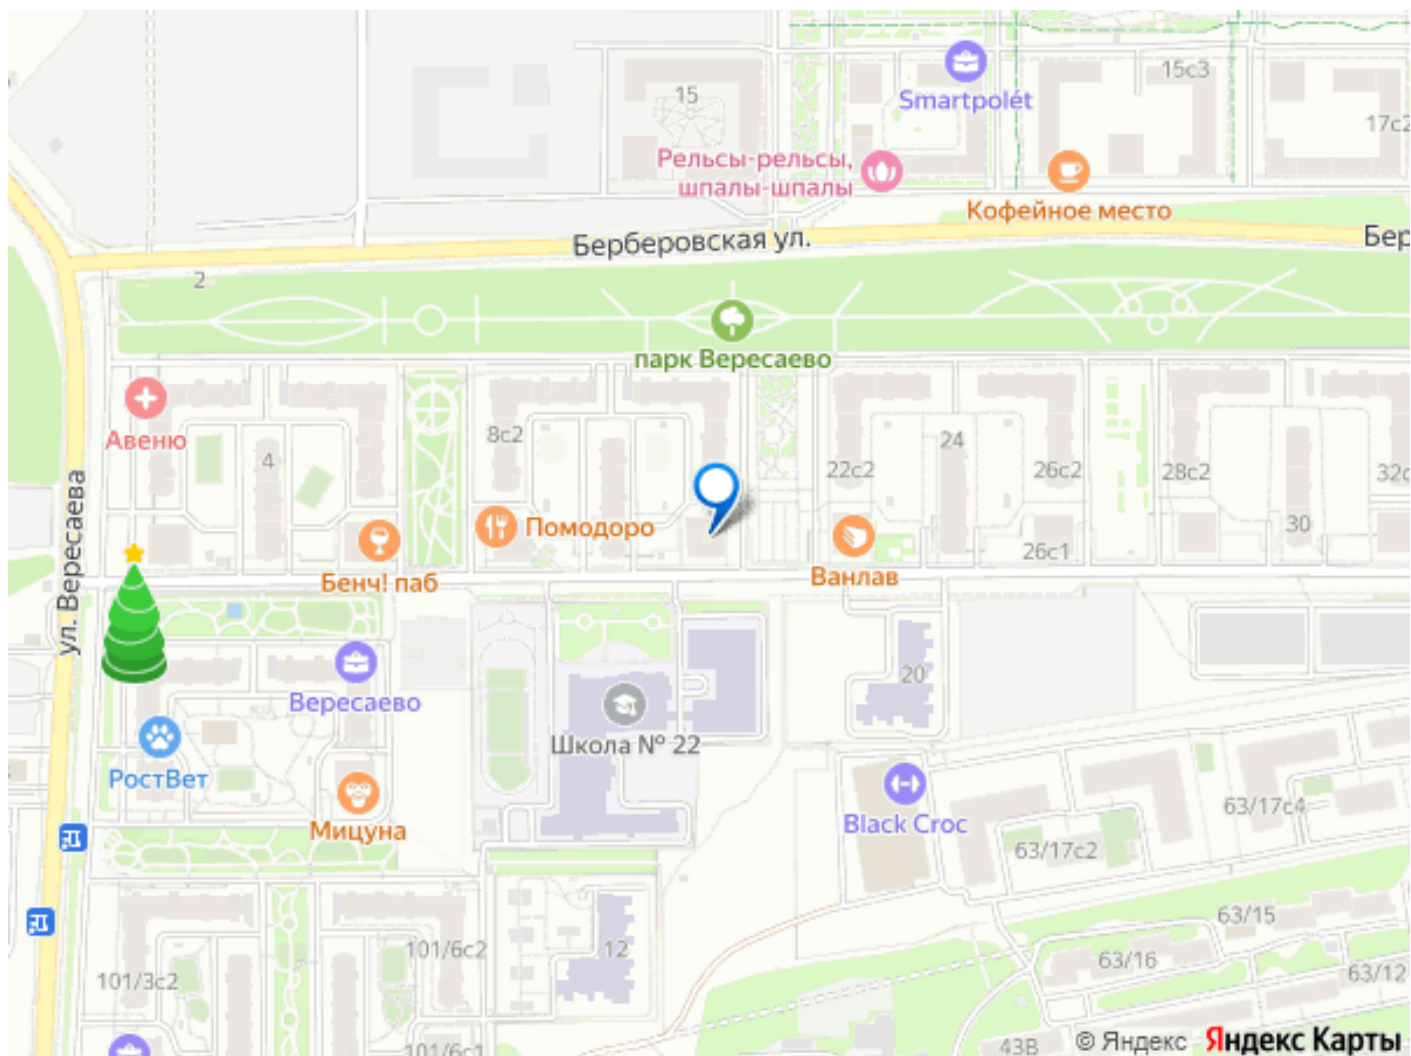 15
15с3
Smartpolét
17с2
Рельсы-рельсы,
шпалы-шпалы
Кофейное место
Берберовская ул.
Бер
2
парк Вересаево
Авеню
4
8с2
22с2
24
26с2
28с2
32с
ул. Вересаева
Помодоро
30
Бенч! паб
Ванлав
26с1
Вересаево
20
Школа № 22
РостВет
Мицуна
Black Croc
63/17с4
63/17с2
63/15
101/6с2
12
63/16
63/12
101/3с2
101/6с1
43В
© Яндекс Яндекс Карты